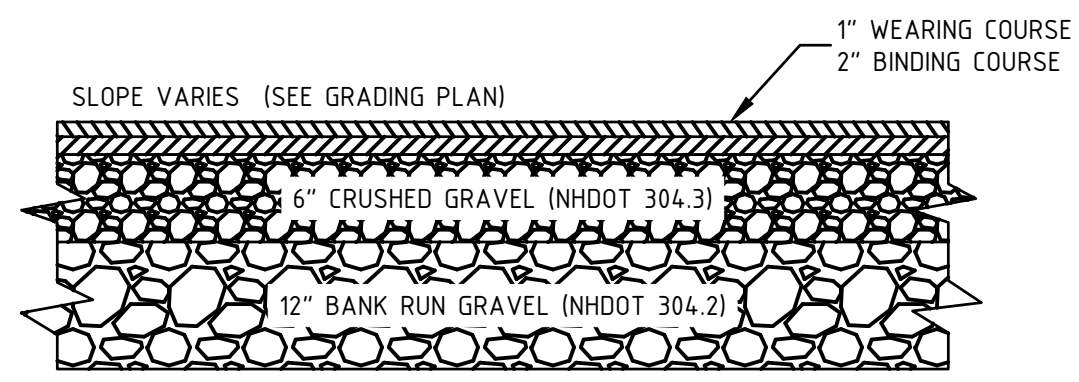 1" WEARING COURSE
2" BINDING COURSE
SLOPE VARIES (SEE GRADING PLAN)
6" CRUSHED GRAVEL (NHDOT 304.3)
12" BANK RUN GRAVEL (NHDOT 304.2)